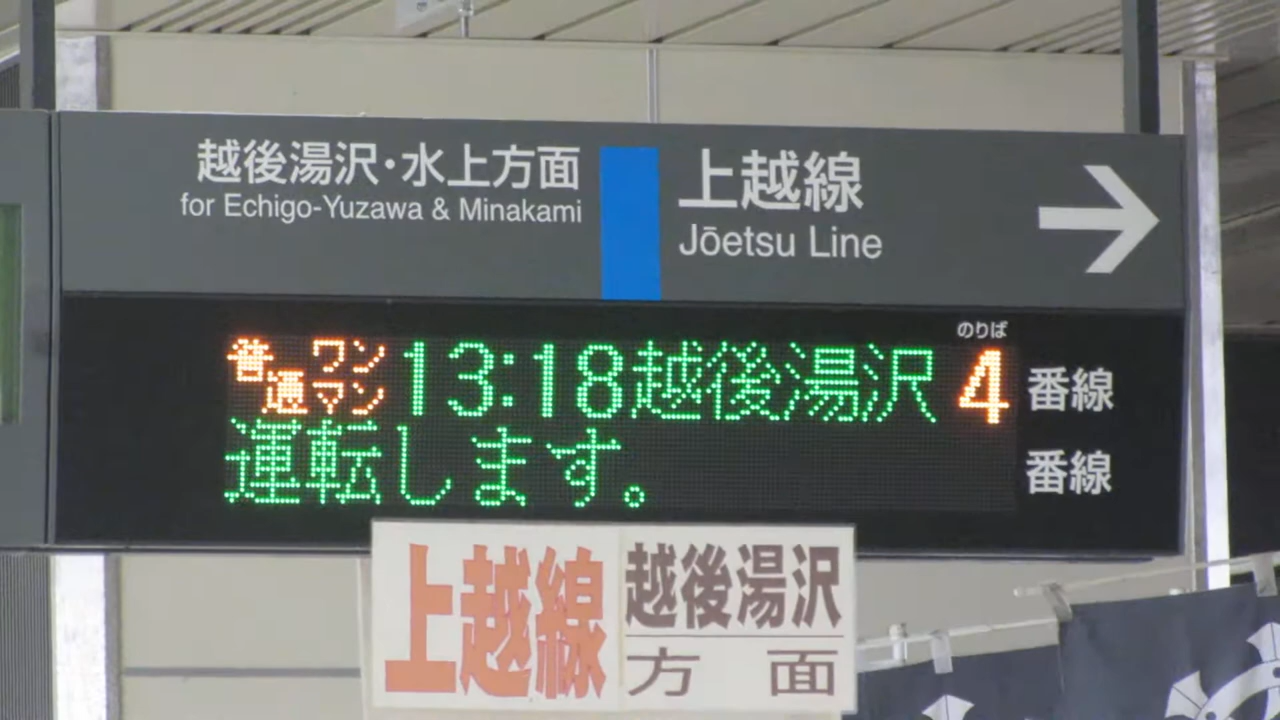 越後湯沢・水上方面
for Echigo-Yuzawa & Minakami
上越線
Jōetsu Line
のりば
普通 ワンマン 13:18 越後湯沢 4 番線
運転します。 番線
上越線
越後湯沢
方面